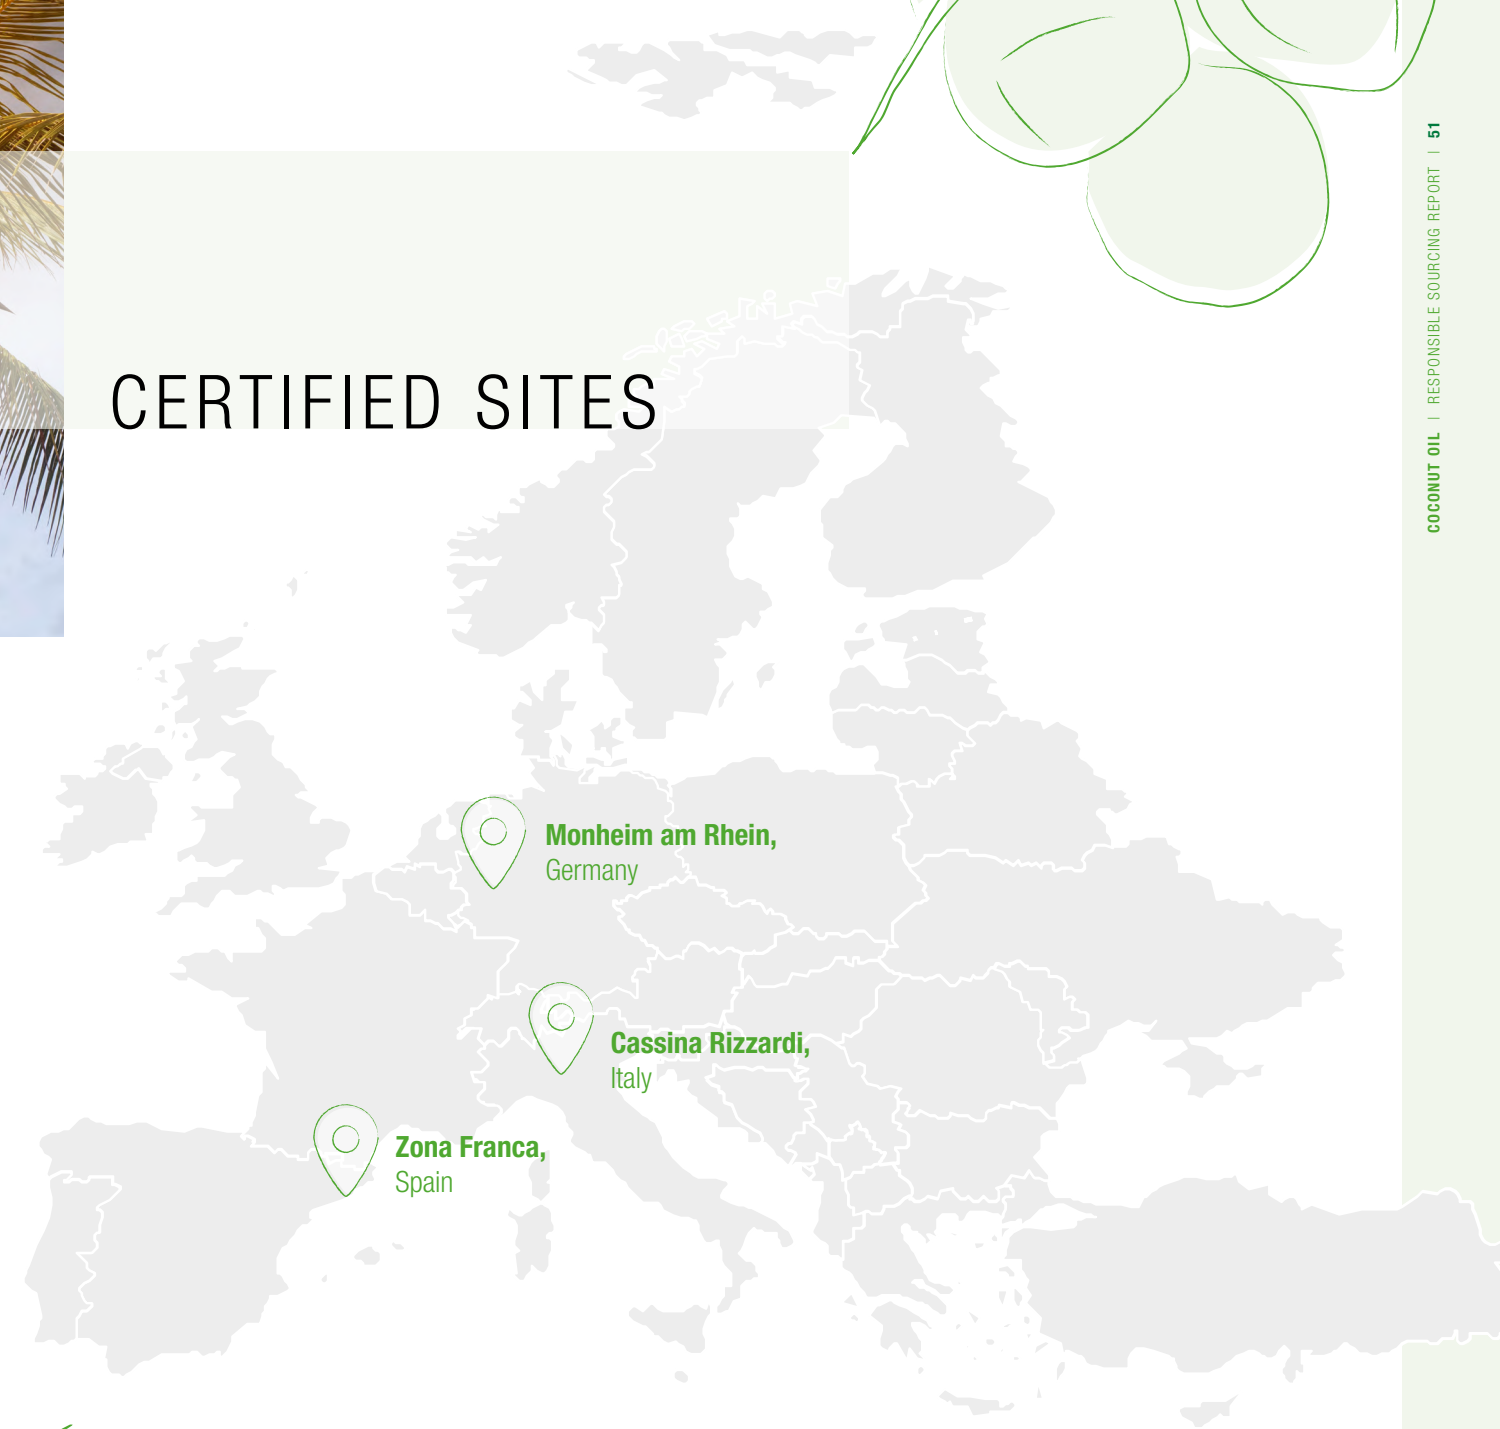 CERTIFIED SITES
Monheim am Rhein,
Germany
Cassina Rizzardi,
Italy
Zona Franca,
Spain
COCONUT OIL | RESPONSIBLE SOURCING REPORT | 51